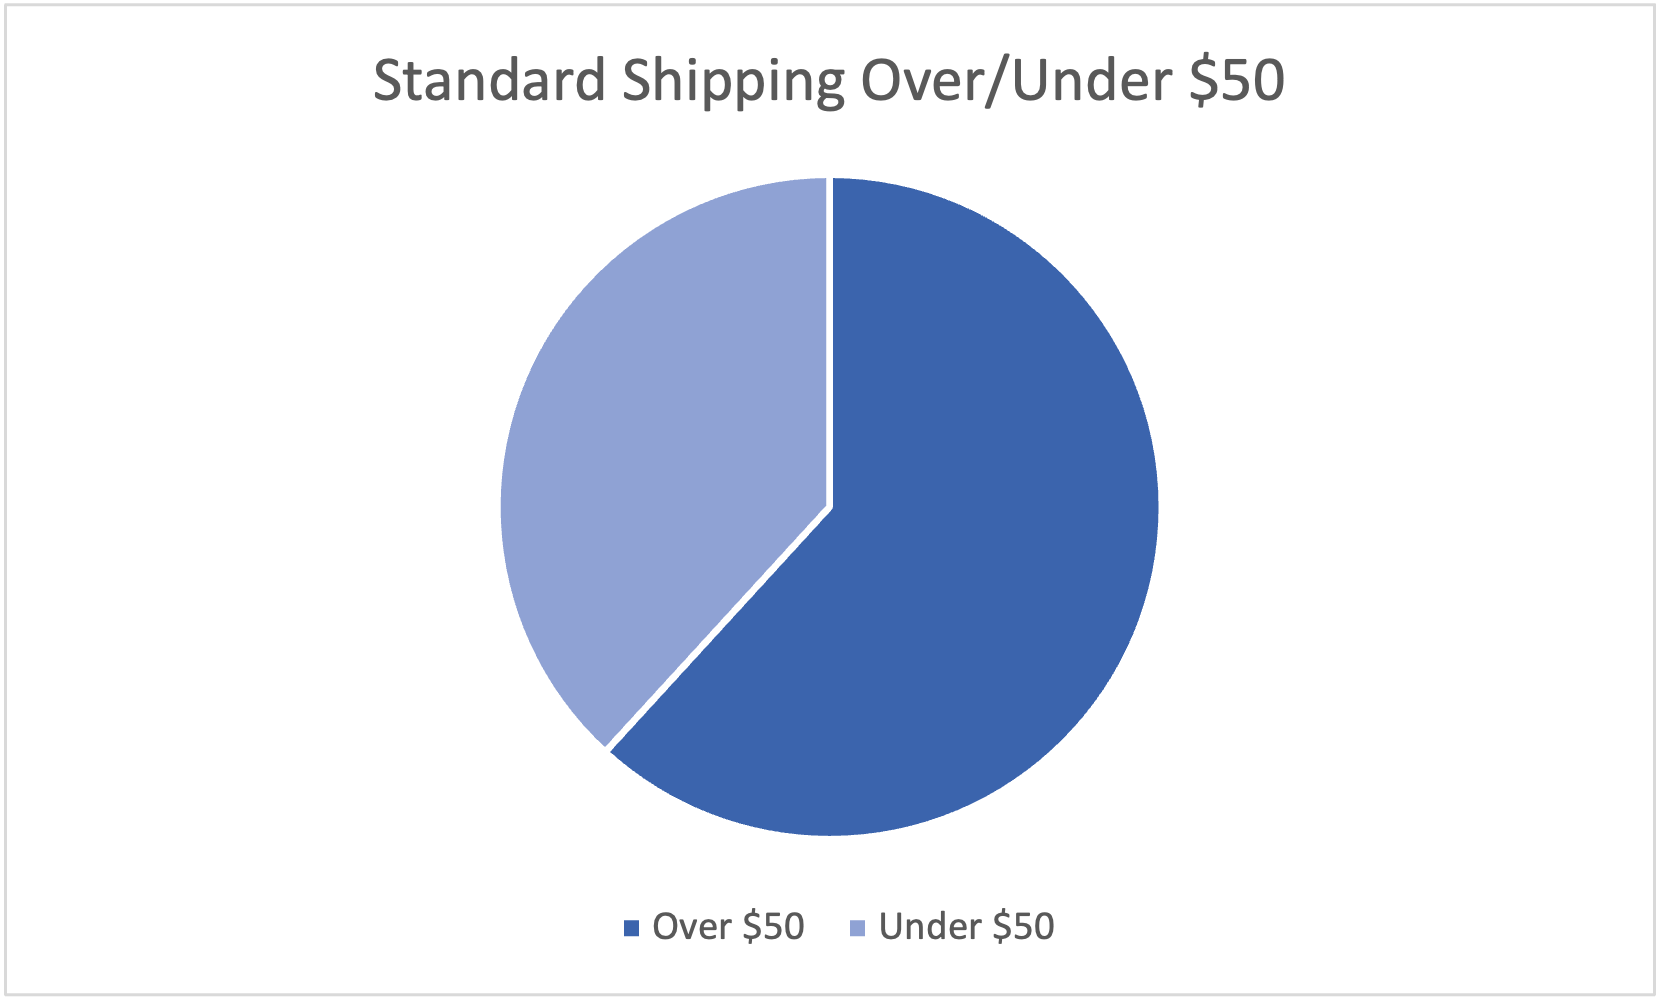 Standard Shipping Over/Under $50
Over $50 Under $50